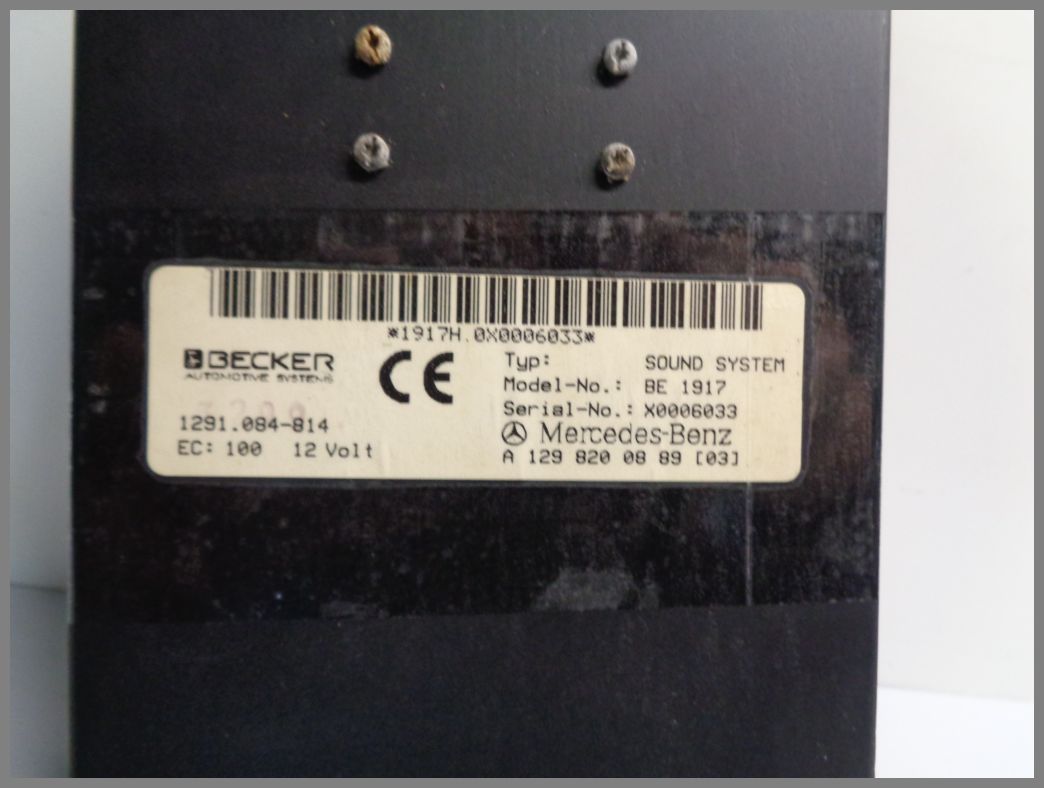 *1917H.0X0006033*
BECKER
AUTOMOTIVE SYSTEMS
CE
1291.084-814
EC: 100 12 Volt
Typ: SOUND SYSTEM
Model-No.: BE 1917
Serial-No.: X0006033
Mercedes-Benz
A 129 820 08 89 [03]